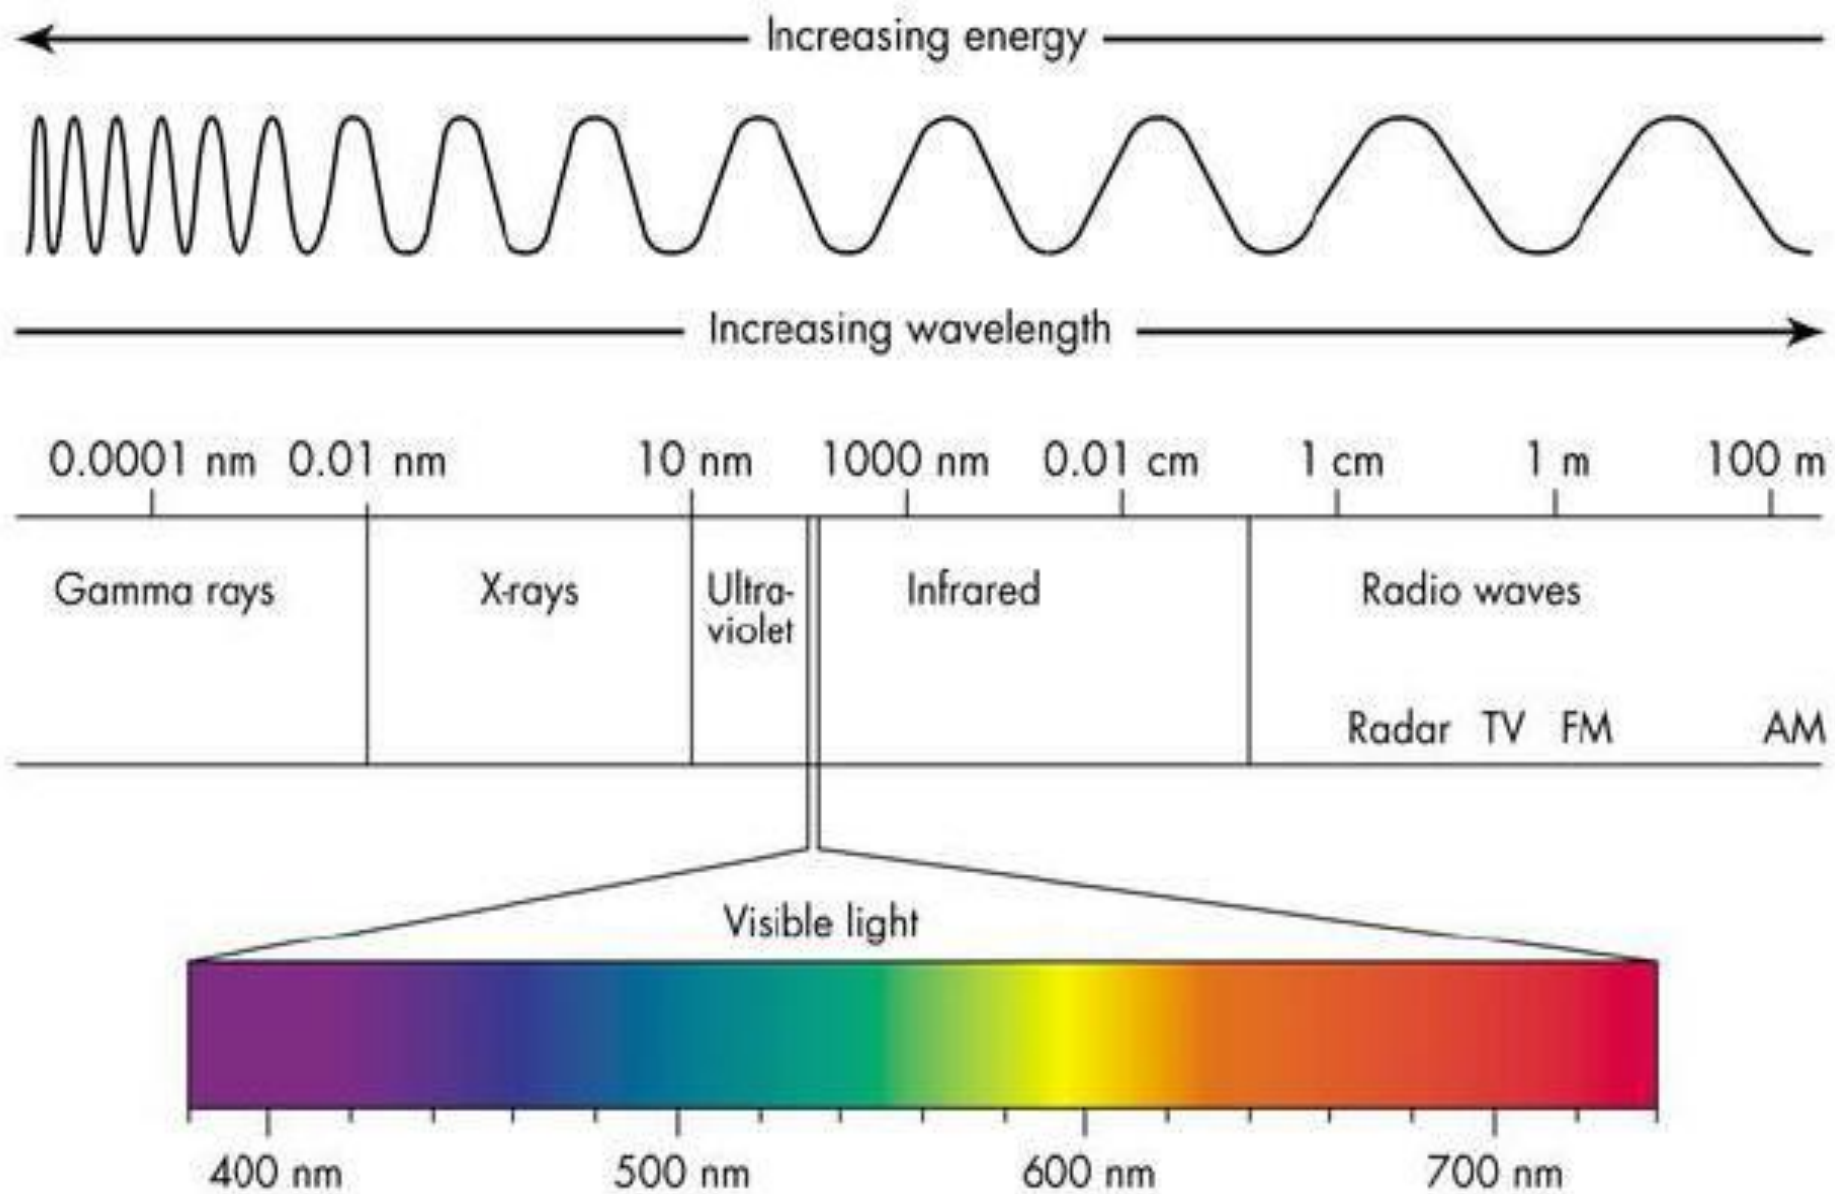 Increasing energy
Increasing wavelength
0.0001 nm 0.01 nm 10 nm 1000 nm 0.01 cm 1 cm 1 m 100 m
Gamma rays X-rays Ultra- Infrared Radio waves
violet
Radar TV FM AM
Visible light
400 nm 500 nm 600 nm 700 nm